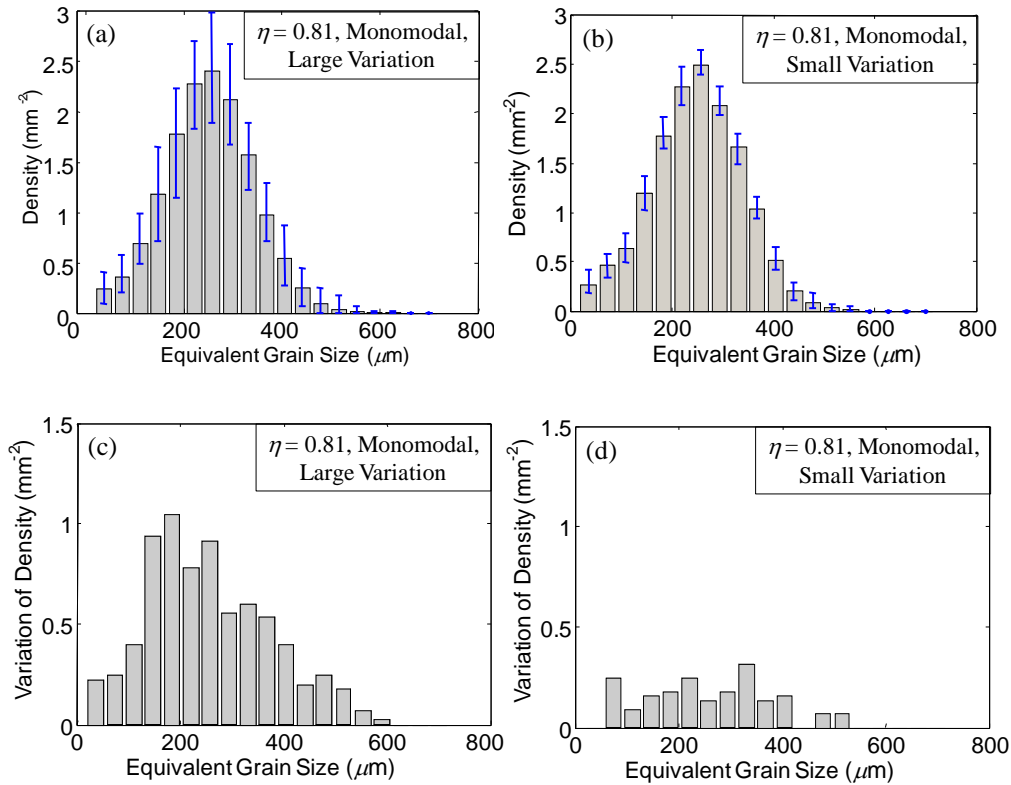 (a)
η = 0.81, Monomodal,
Large Variation
Density (mm-2)
3
2.5
2
1.5
1
0.5
0
0 200 400 600 800
Equivalent Grain Size (μm)
(b)
η = 0.81, Monomodal,
Small Variation
Density (mm-2)
3
2.5
2
1.5
1
0.5
0
0 200 400 600 800
Equivalent Grain Size (μm)
(c)
η = 0.81, Monomodal,
Large Variation
Variation of Density (mm-2)
1.5
1
0.5
0
0 200 400 600 800
Equivalent Grain Size (μm)
(d)
η = 0.81, Monomodal,
Small Variation
Variation of Density (mm-2)
1.5
1
0.5
0
0 200 400 600 800
Equivalent Grain Size (μm)